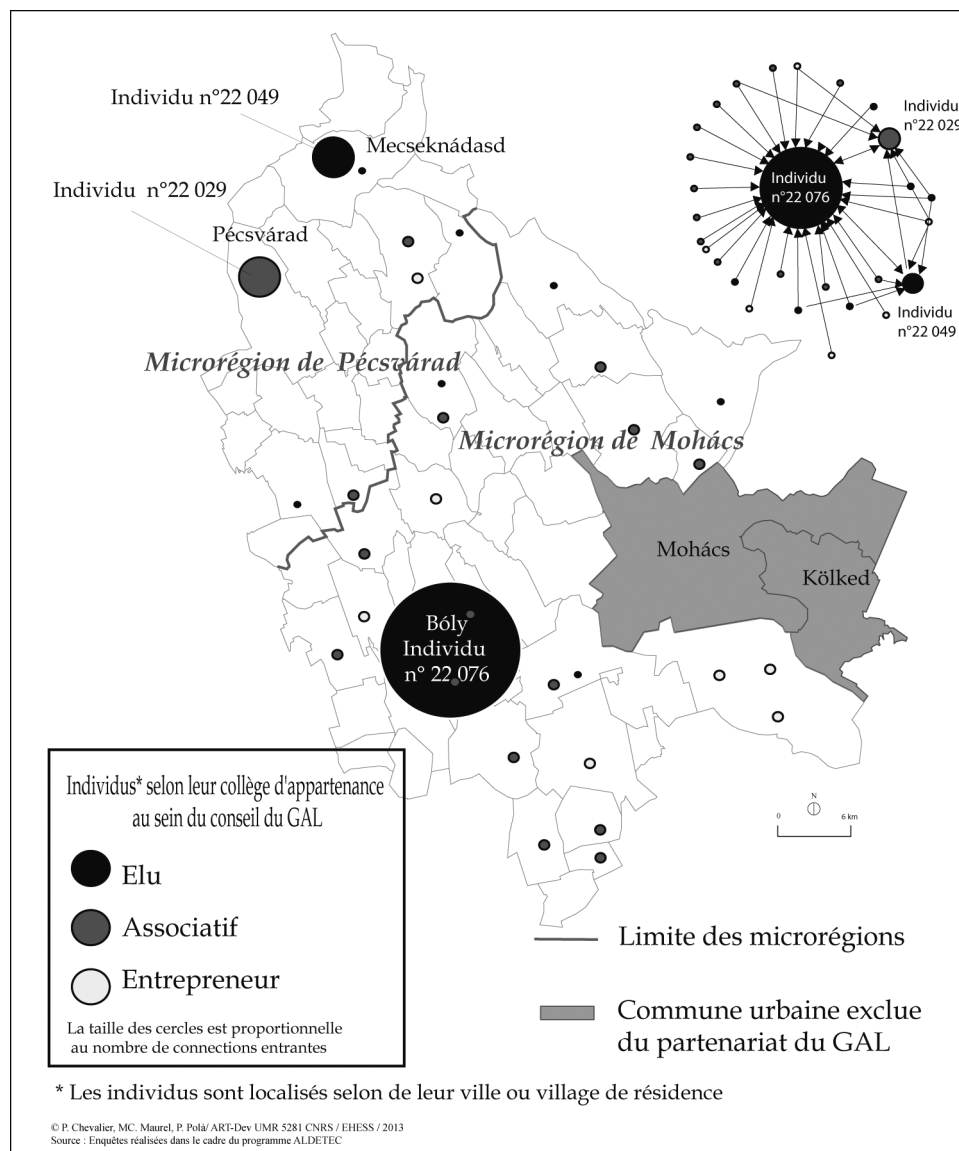 Individu n°22 049
Mecseknádasd
Individu n°22 029
Pécsvárad
Individu
n°22 029
Individu
n°22 076
Individu
n°22 049
Microrégion de Pécsvárad
Microrégion de Mohács
Mohács
Kölked
Bóly
Individu
n° 22 076
N
0 6 km
Individus* selon leur collège d'appartenance
au sein du conseil du GAL
Elu
Associatif
Entrepreneur
La taille des cercles est proportionnelle
au nombre de connections entrantes
Limite des microrégions
Commune urbaine exclue
du partenariat du GAL
* Les individus sont localisés selon de leur ville ou village de résidence
© P. Chevalier, MC. Maurel, P. Polà/ ART-Dev UMR 5281 CNRS / EHESS / 2013
Source : Enquêtes réalisées dans le cadre du programme ALDETEC